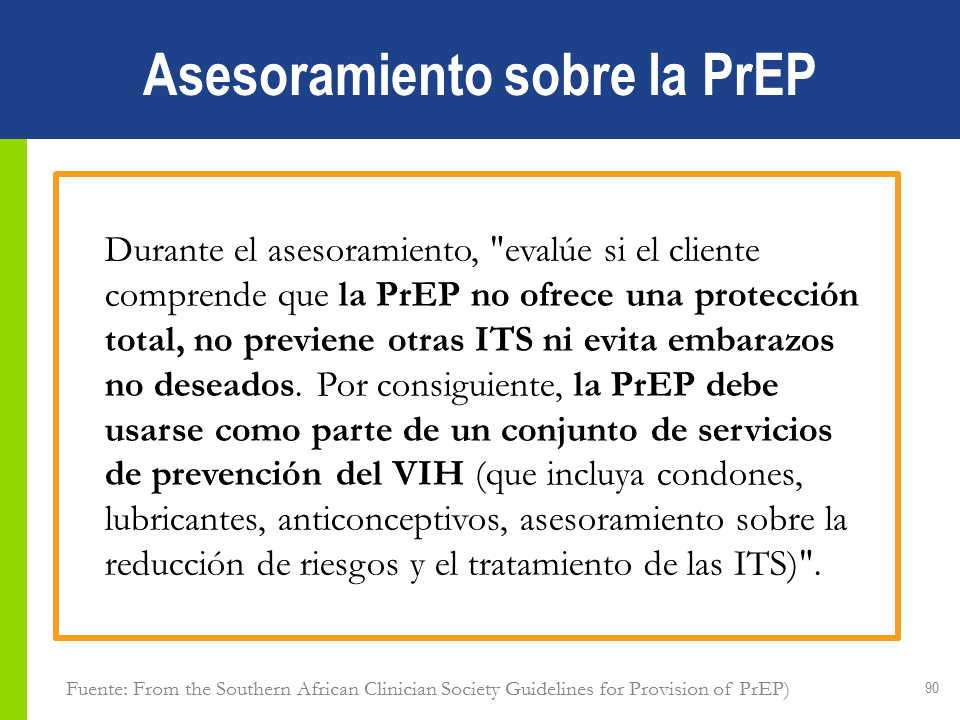 Asesoramiento sobre la PrEP
Durante el asesoramiento, "evalúe si el cliente
comprende que la PrEP no ofrece una protección
total, no previene otras ITS ni evita embarazos
no deseados. Por consiguiente, la PrEP debe
usarse como parte de un conjunto de servicios
de prevención del VIH (que incluya condones,
lubricantes, anticonceptivos, asesoramiento sobre la
reducción de riesgos y el tratamiento de las ITS)".
Fuente: From the Southern African Clinician Society Guidelines for Provision of PrEP)
90